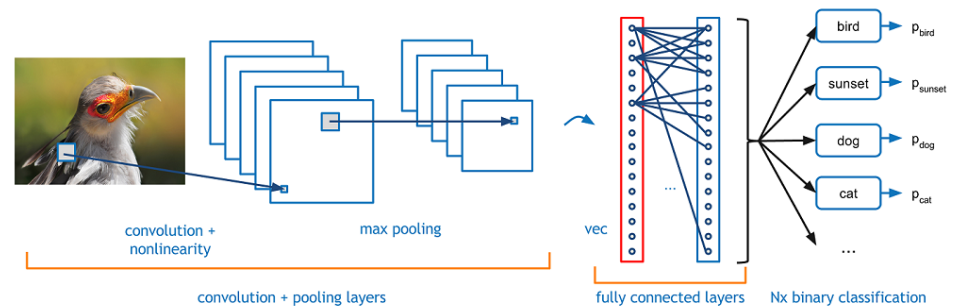 bird
p_bird
sunset
p_sunset
dog
p_dog
cat
p_cat
...
...
convolution +
nonlinearity
max pooling
vec
convolution + pooling layers
fully connected layers
Nx binary classification